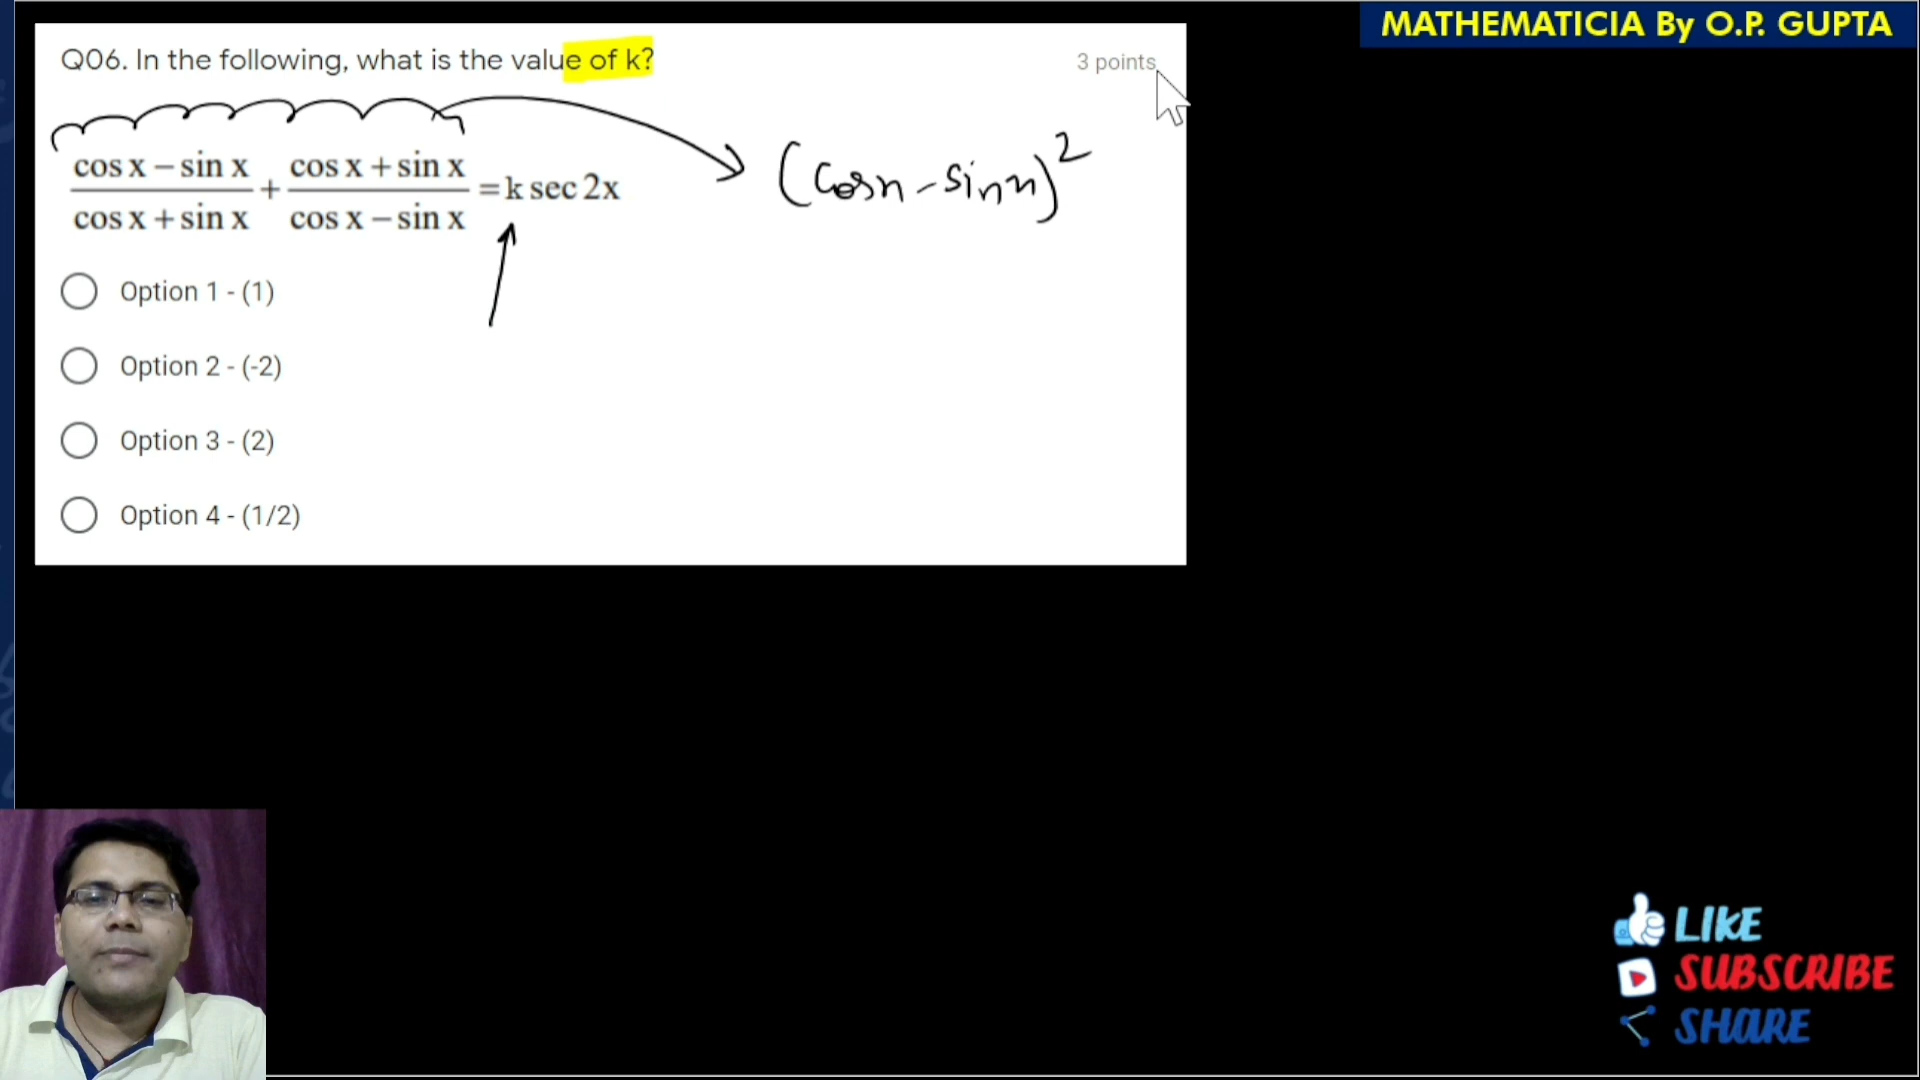 MATHEMATICIA By O.P. GUPTA
Q06. In the following, what is the value of k?
3 points
(cos x - sin x)²
cos x − sin x / cos x + sin x + cos x + sin x / cos x − sin x = k sec 2x
Option 1 - (1)
Option 2 - (-2)
Option 3 - (2)
Option 4 - (1/2)
LIKE
SUBSCRIBE
SHARE